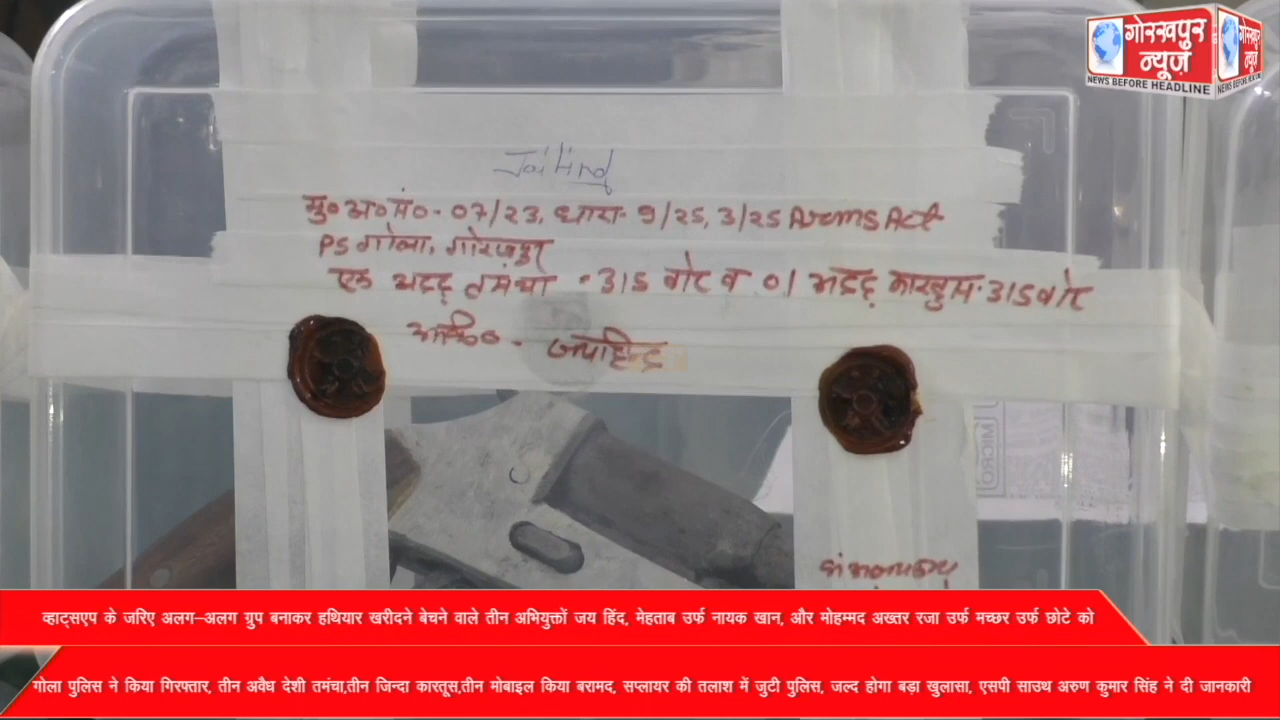 गोरखपुर
न्यूज़
NEWS BEFORE HEADLINE
Jai Hind
मु०अ०सं०- 07/23, धारा- 9/25, 3/25 Arms Act
PS गोला, गोरखपुर
एक अदद तमंचा .315 बोर व 01 अदद कारतूस .315 बोर
अभि० - जयहिन्द
MICRO
व्हाट्सएप के जरिए अलग–अलग ग्रुप बनाकर हथियार खरीदने बेचने वाले तीन अभियुक्तों जय हिंद, मेहताब उर्फ नायक खान, और मोहम्मद अख्तर रजा उर्फ मच्छर उर्फ छोटे को
गोला पुलिस ने किया गिरफ्तार, तीन अवैध देशी तमंचा,तीन जिन्दा कारतूस,तीन मोबाइल किया बरामद, सप्लायर की तलाश में जुटी पुलिस, जल्द होगा बड़ा खुलासा, एसपी साउथ अरुण कुमार सिंह ने दी जानकारी